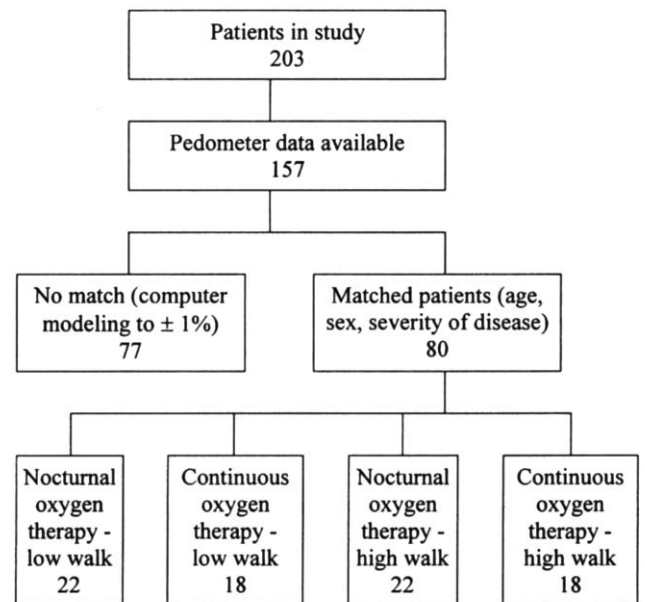 Patients in study
203
Pedometer data available
157
No match (computer
modeling to ± 1%)
77
Matched patients (age,
sex, severity of disease)
80
Nocturnal
oxygen
therapy -
low walk
22
Continuous
oxygen
therapy -
low walk
18
Nocturnal
oxygen
therapy -
high walk
22
Continuous
oxygen
therapy -
high walk
18